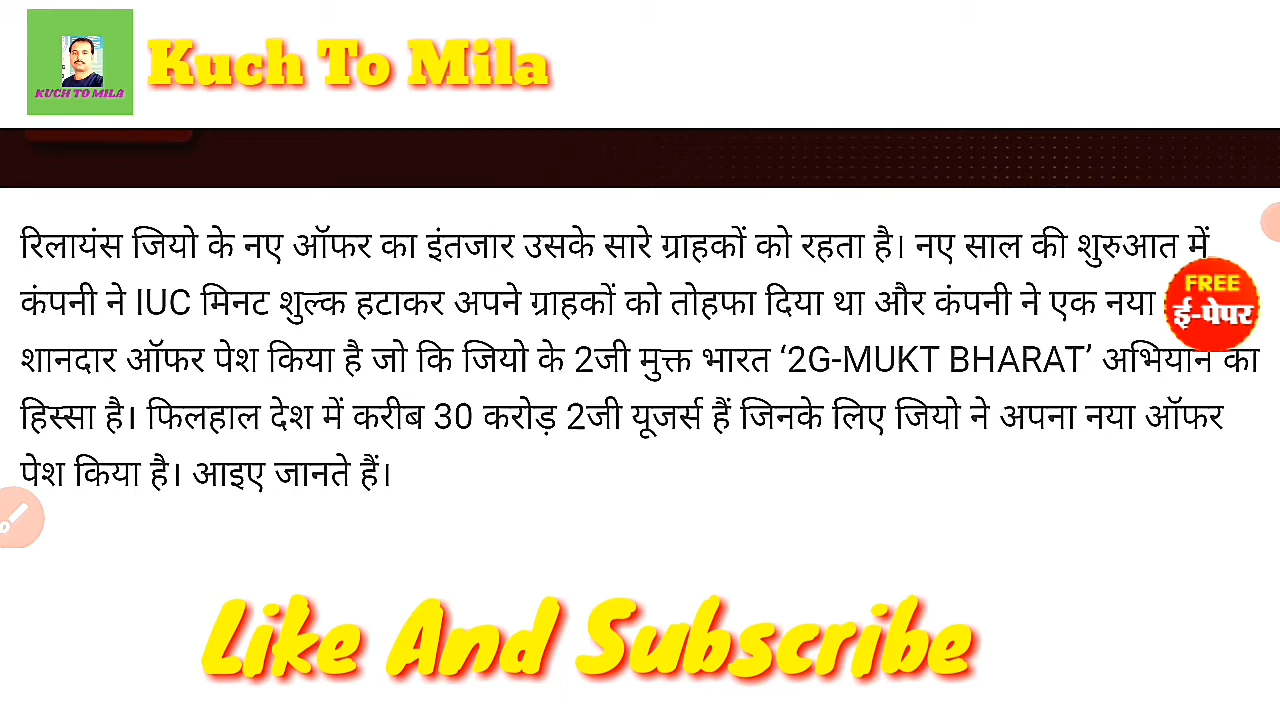 Kuch To Mila
KUCH TO MILA
रिलायंस जियो के नए ऑफर का इंतजार उसके सारे ग्राहकों को रहता है। नए साल की शुरुआत में
कंपनी ने IUC मिनट शुल्क हटाकर अपने ग्राहकों को तोहफा दिया था और कंपनी ने एक नया
FREE
ई-पेपर
शानदार ऑफर पेश किया है जो कि जियो के 2जी मुक्त भारत ‘2G-MUKT BHARAT’ अभियान का
हिस्सा है। फिलहाल देश में करीब 30 करोड़ 2जी यूजर्स हैं जिनके लिए जियो ने अपना नया ऑफर
पेश किया है। आइए जानते हैं।
Like And Subscribe